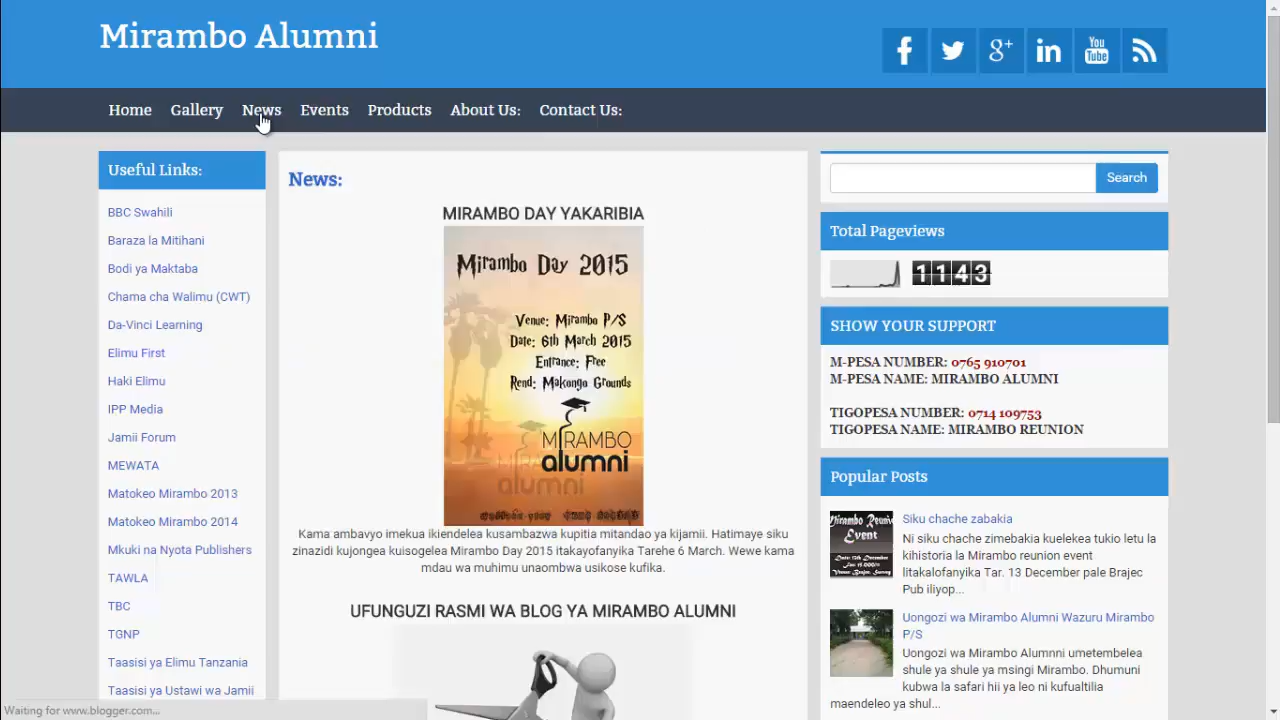 Mirambo Alumni
Home Gallery News Events Products About Us: Contact Us:
Useful Links:
BBC Swahili
Baraza la Mitihani
Bodi ya Maktaba
Chama cha Walimu (CWT)
Da-Vinci Learning
Elimu First
Haki Elimu
IPP Media
Jamii Forum
MEWATA
Matokeo Mirambo 2013
Matokeo Mirambo 2014
Mkuki na Nyota Publishers
TAWLA
TBC
TGNP
Taasisi ya Elimu Tanzania
Taasisi ya Ustawi wa Jamii
Waiting for www.blogger.com...
News:
MIRAMBO DAY YAKARIBIA
Mirambo Day 2015
Venue: Mirambo P/S
Date: 6th March 2015
Entrance: Free
Rend: Makongo Grounds
MIRAMBO
alumni
Kama ambavyo imekua ikiendelea kusambazwa kupitia mitandao ya kijamii. Hatimaye siku
zinazidi kujongea kuisogelea Mirambo Day 2015 itakayofanyika Tarehe 6 March. Wewe kama
mdau wa muhimu unaombwa usikose kufika.
UFUNGUZI RASMI WA BLOG YA MIRAMBO ALUMNI
You
Tube
Search
Total Pageviews
1143
SHOW YOUR SUPPORT
M-PESA NUMBER: 0765 910701
M-PESA NAME: MIRAMBO ALUMNI
TIGOPESA NUMBER: 0714 109753
TIGOPESA NAME: MIRAMBO REUNION
Popular Posts
Mirambo Reunion
Event
Siku chache zabakia
Ni siku chache zimebakia kuelekea tukio letu la
kihistoria la Mirambo reunion event
litakalofanyika Tar. 13 December pale Brajec
Pub iliyop...
Uongozi wa Mirambo Alumni Wazuru Mirambo
P/S
Uongozi wa Mirambo Alumnni umetembelea
shule ya shule ya msingi Mirambo. Dhumuni
kubwa la safari hii ya leo ni kufualtilia
maendeleo ya shul...